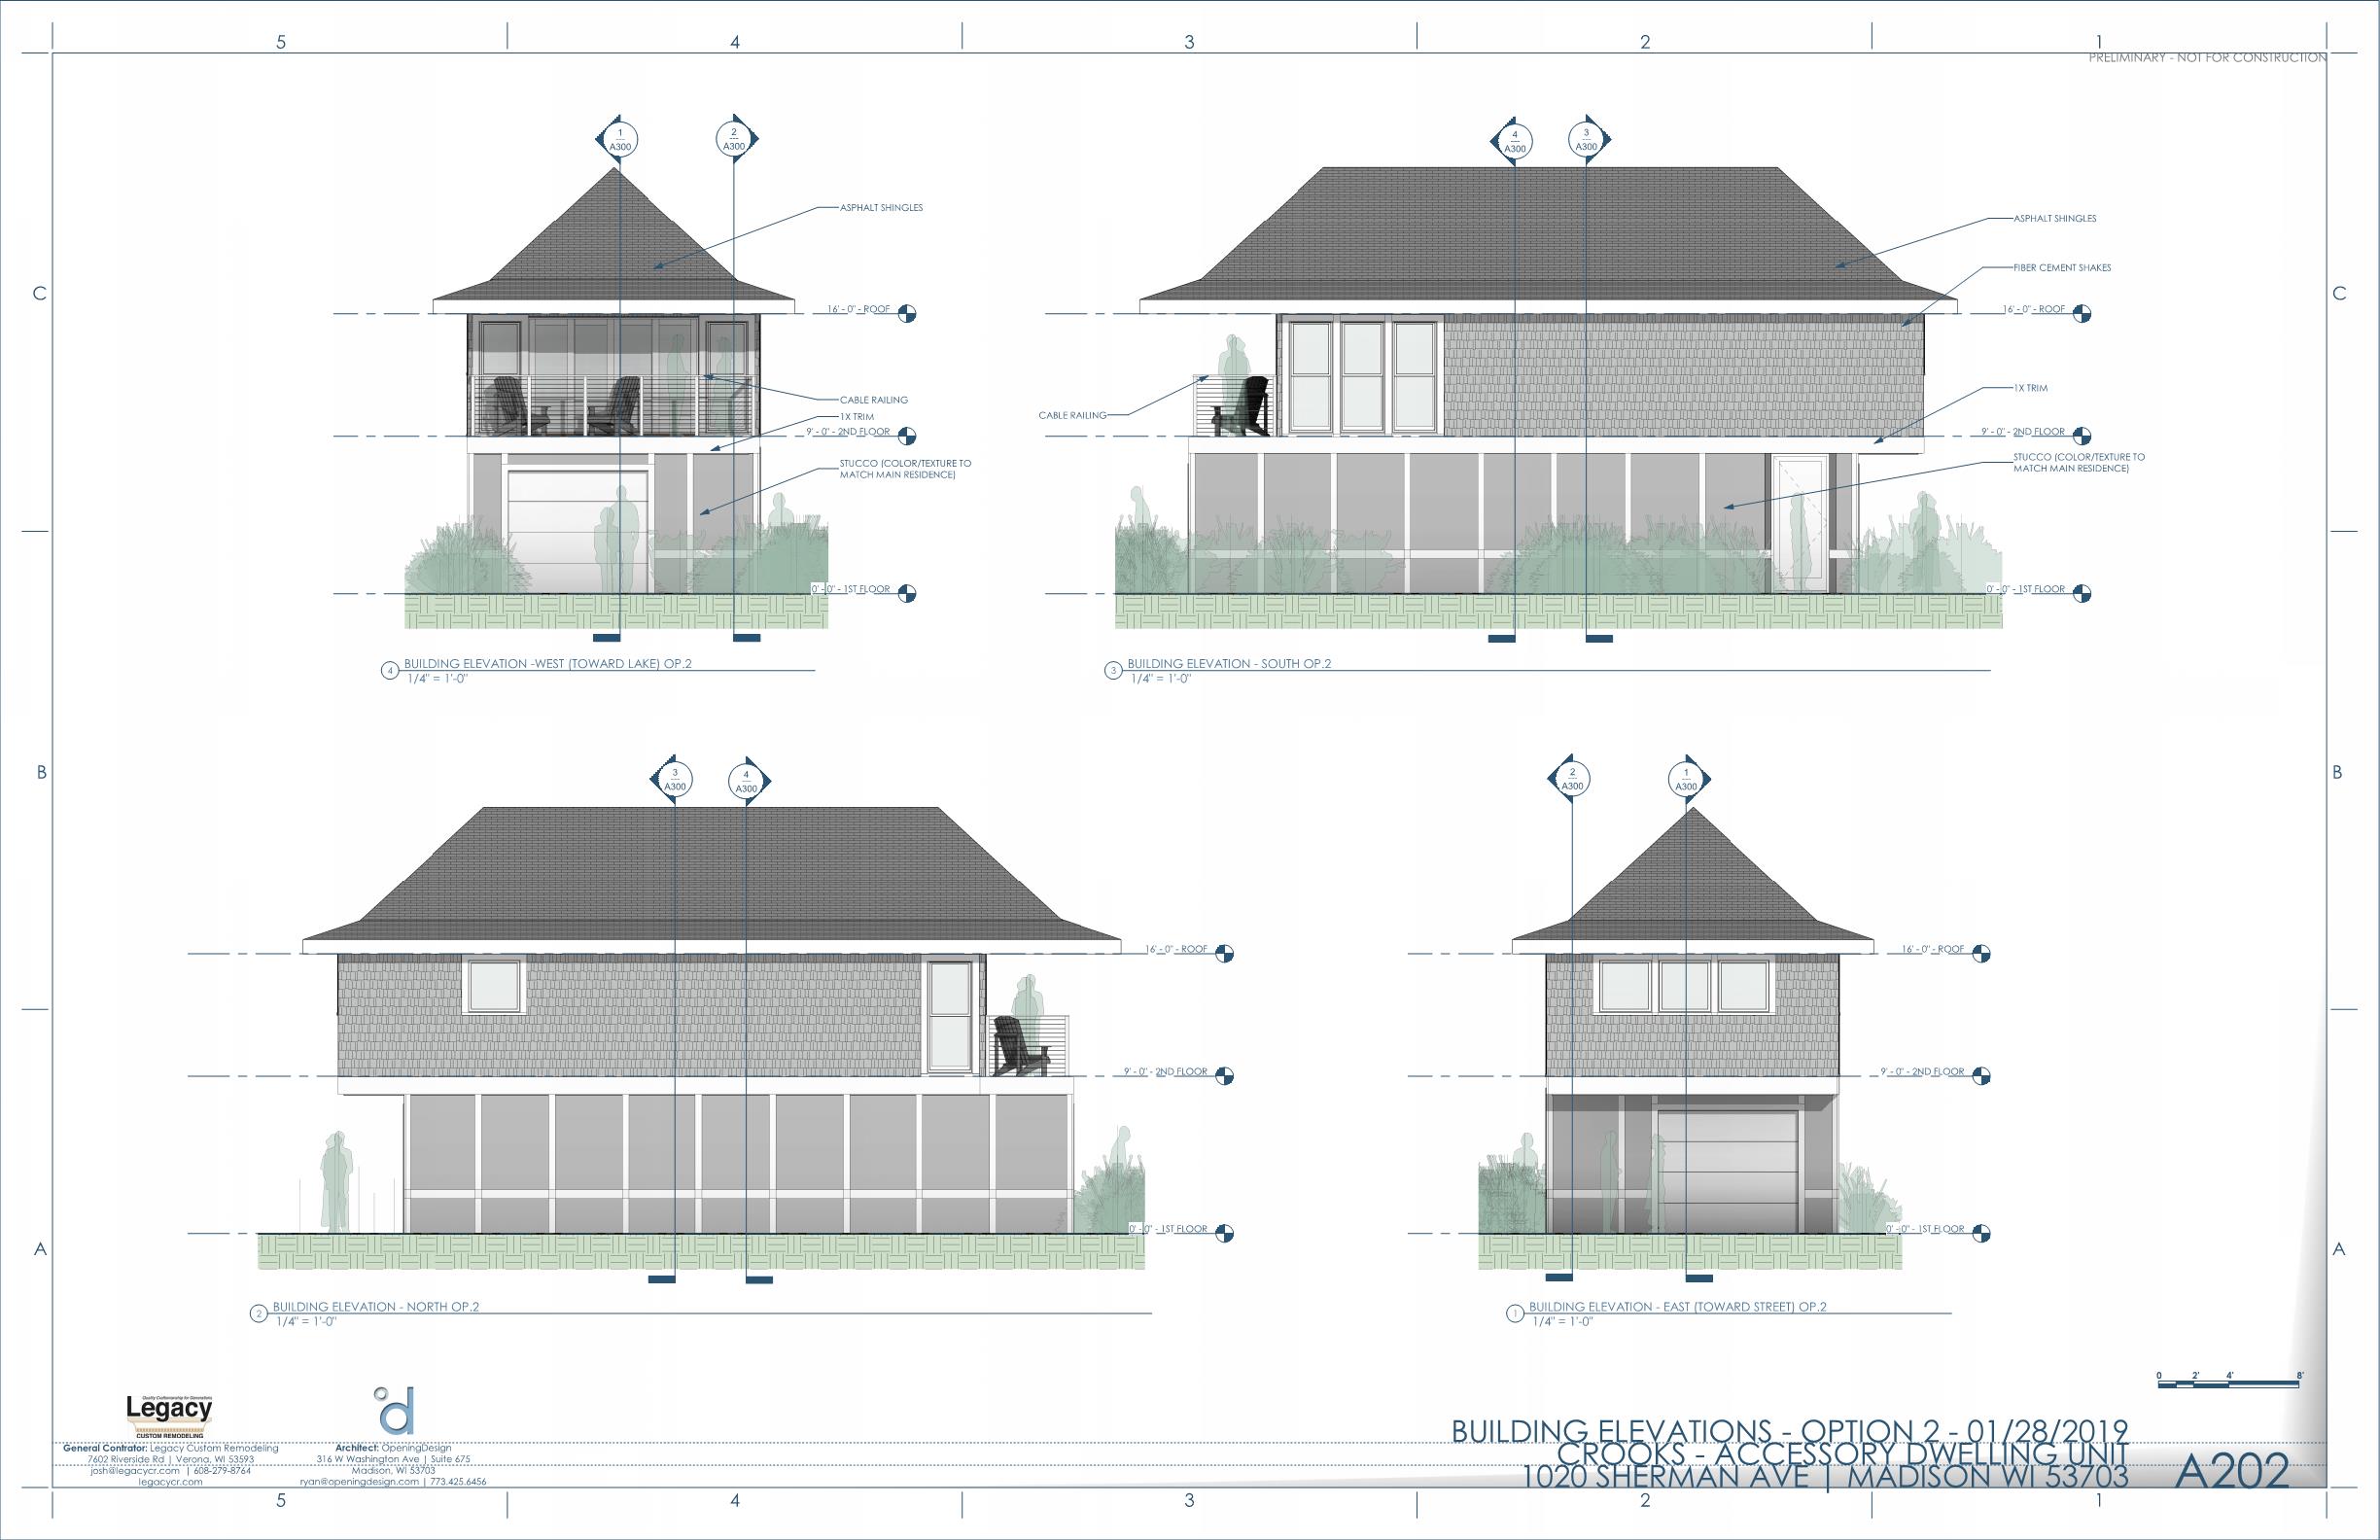 5 4 3 2 1
PRELIMINARY - NOT FOR CONSTRUCTION
1
A300
2
A300
4
A300
3
A300
ASPHALT SHINGLES
ASPHALT SHINGLES
FIBER CEMENT SHAKES
C
C
16' - 0" - ROOF
16' - 0" - ROOF
1X TRIM
CABLE RAILING
CABLE RAILING
1X TRIM
9' - 0" - 2ND FLOOR
9' - 0" - 2ND FLOOR
STUCCO (COLOR/TEXTURE TO
MATCH MAIN RESIDENCE)
STUCCO (COLOR/TEXTURE TO
MATCH MAIN RESIDENCE)
0' - 0" - 1ST FLOOR
0' - 0" - 1ST FLOOR
4 BUILDING ELEVATION -WEST (TOWARD LAKE) OP.2
1/4" = 1'-0"
3 BUILDING ELEVATION - SOUTH OP.2
1/4" = 1'-0"
B
B
3
A300
4
A300
2
A300
1
A300
16' - 0" - ROOF
16' - 0" - ROOF
9' - 0" - 2ND FLOOR
9' - 0" - 2ND FLOOR
0' - 0" - 1ST FLOOR
0' - 0" - 1ST FLOOR
A
A
2 BUILDING ELEVATION - NORTH OP.2
1/4" = 1'-0"
1 BUILDING ELEVATION - EAST (TOWARD STREET) OP.2
1/4" = 1'-0"
0 2' 4' 8'
Quality Craftsmanship for Generations
Legacy
CUSTOM REMODELING
d
General Contrator: Legacy Custom Remodeling
7602 Riverside Rd | Verona, WI 53593
josh@legacycr.com | 608-279-8764
legacycr.com
Architect: OpeningDesign
316 W Washington Ave | Suite 675
Madison, WI 53703
ryan@openingdesign.com | 773.425.6456
BUILDING ELEVATIONS - OPTION 2 - 01/28/2019
CROOKS - ACCESSORY DWELLING UNIT
1020 SHERMAN AVE | MADISON WI 53703
A202
5 4 3 2 1